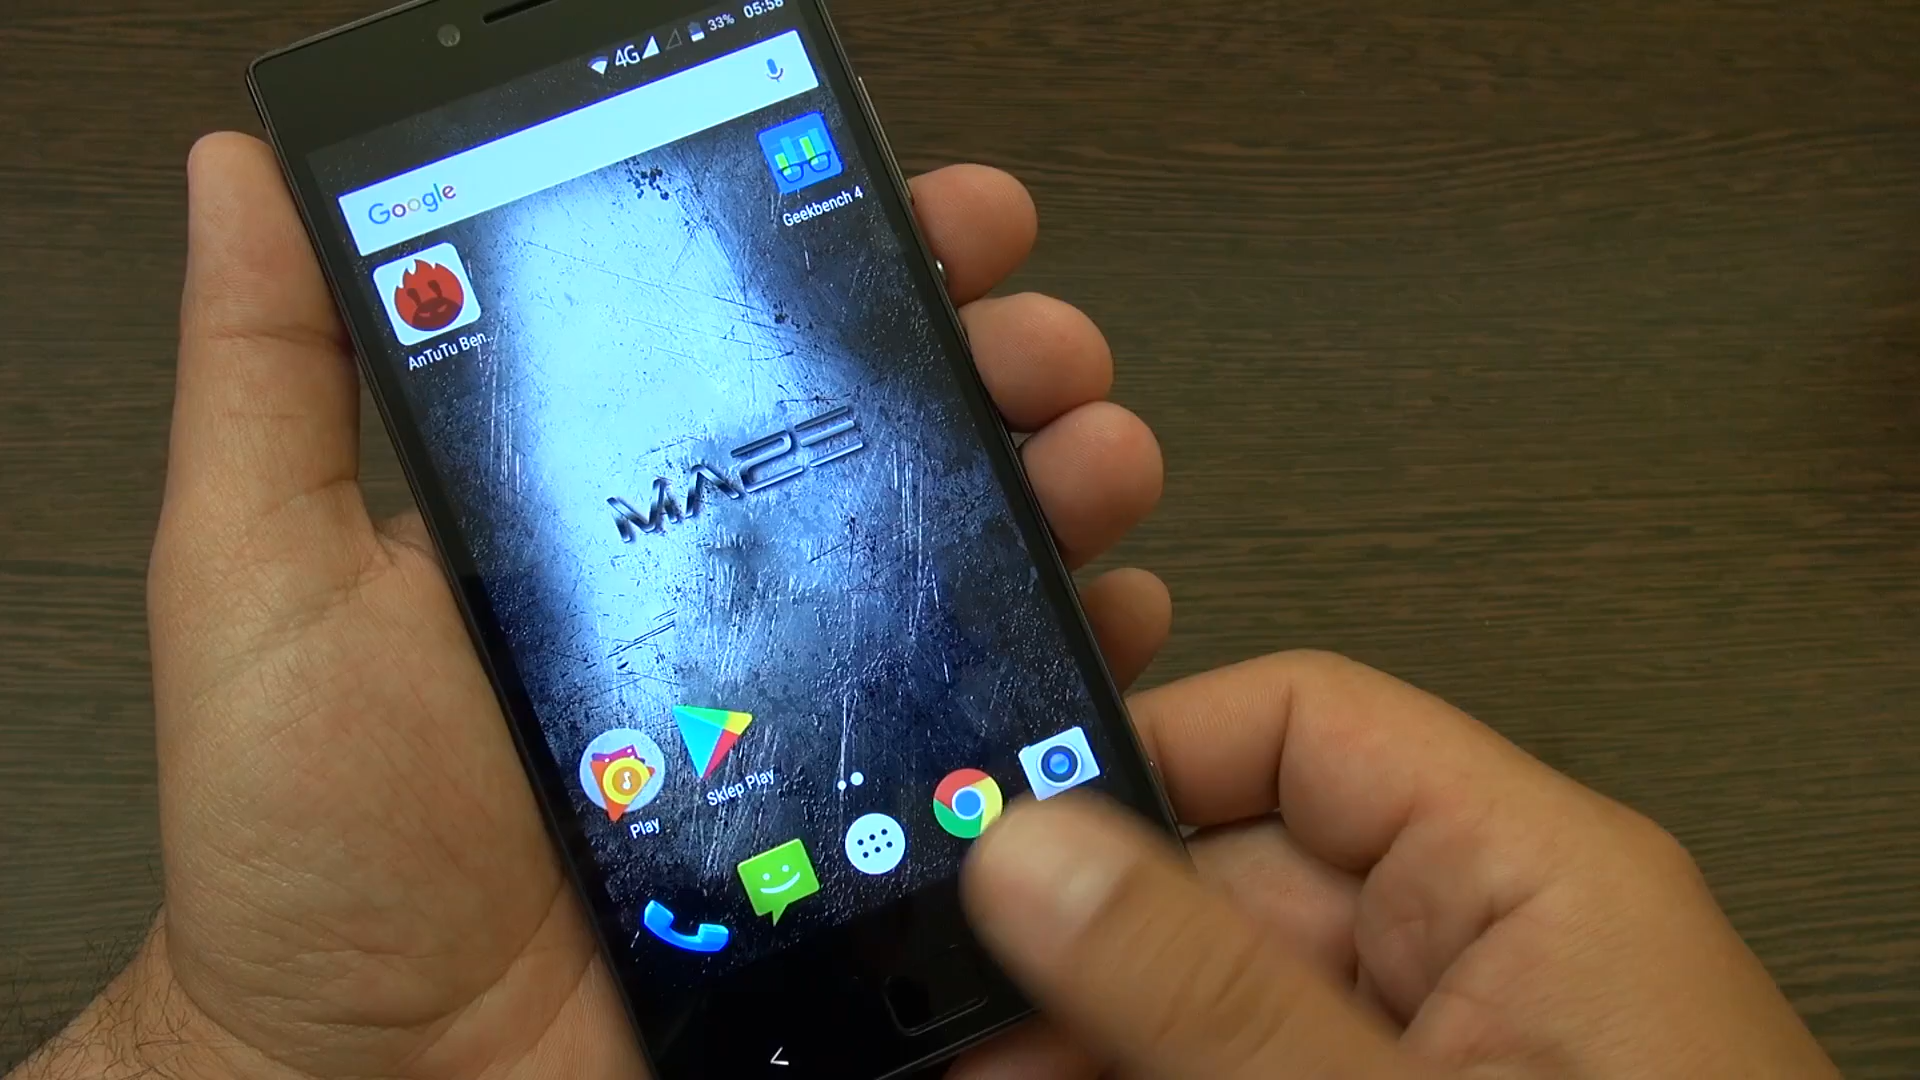 4G 33% 05:58
Google
Geekbench 4
AnTuTu Ben..
MAZE
Sklep Play
Play